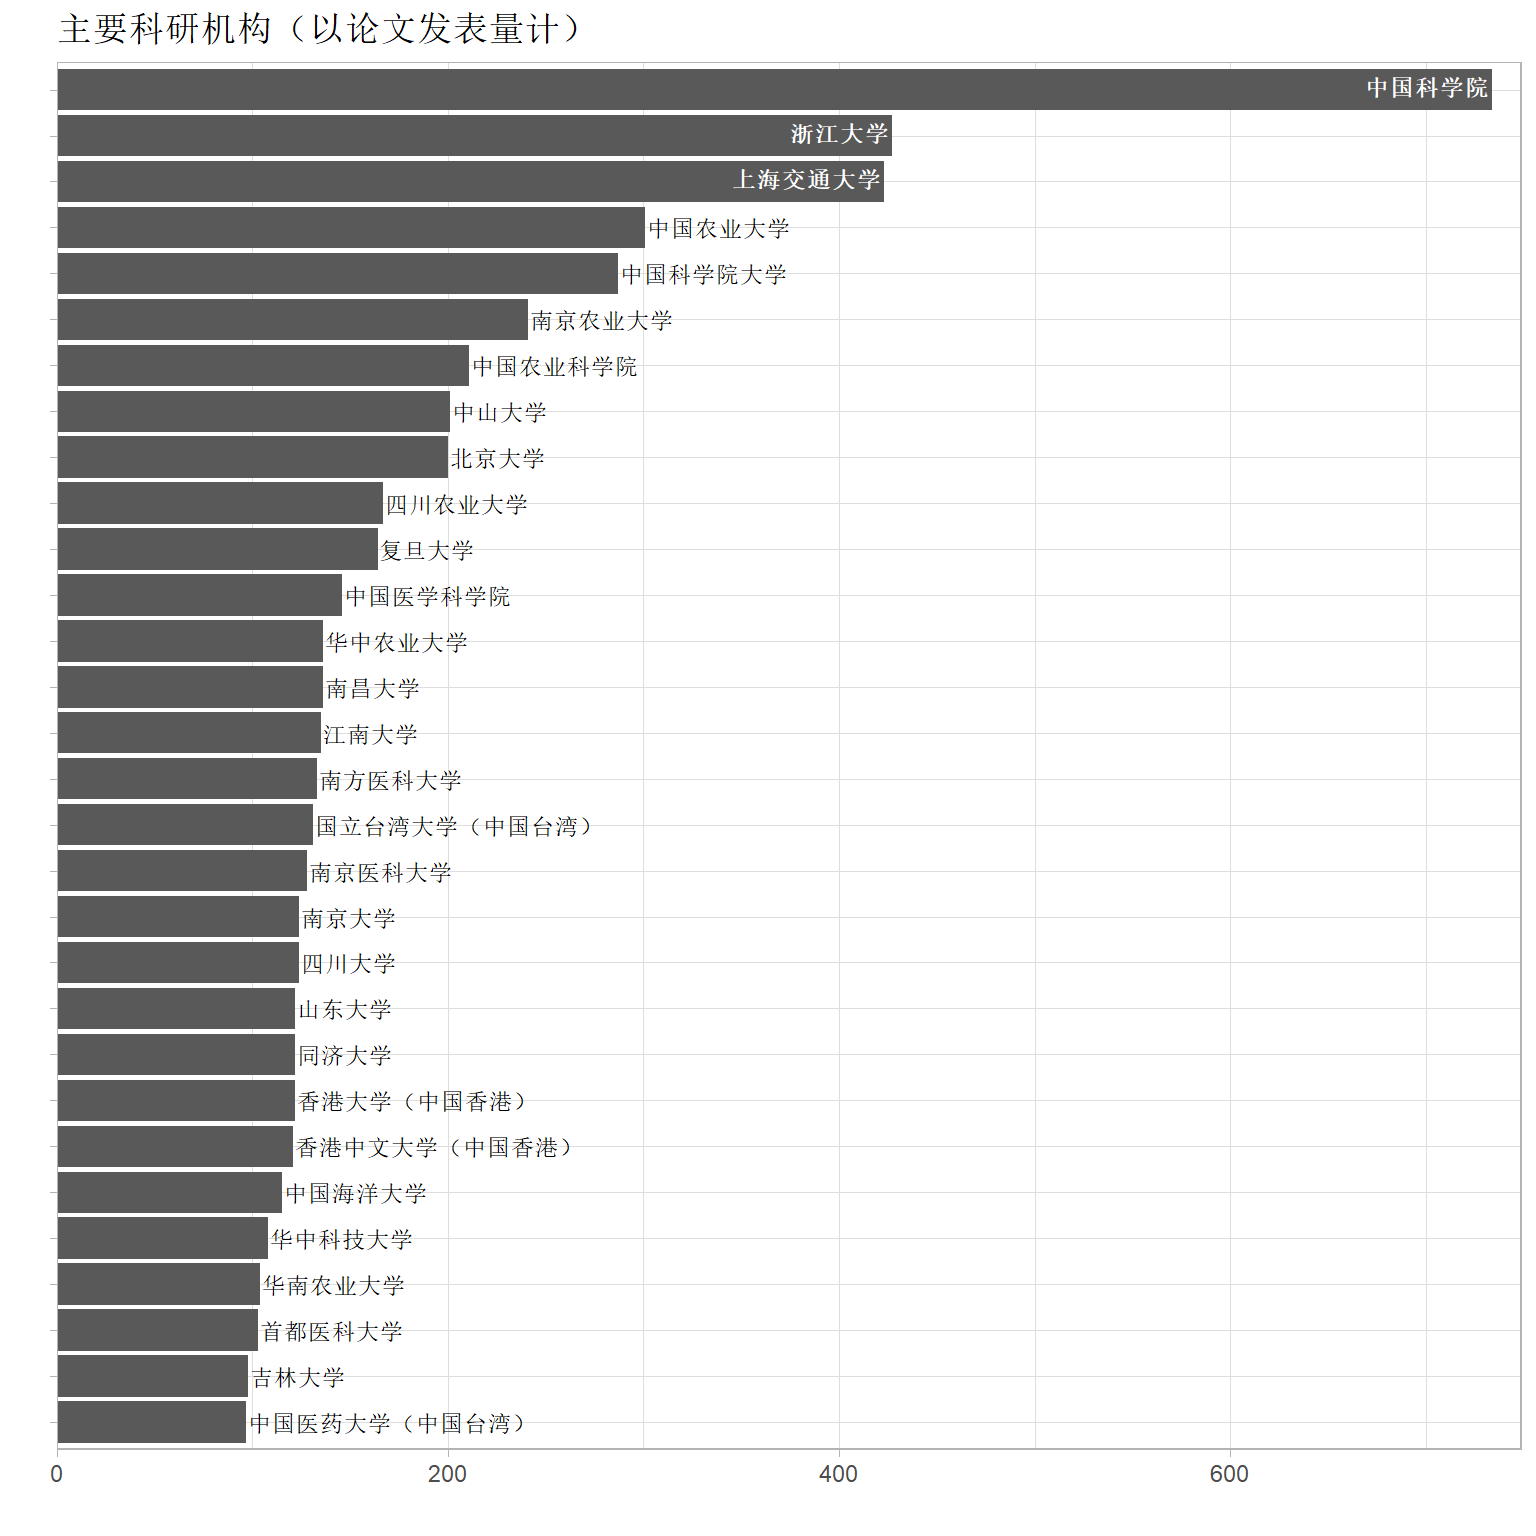 主要科研机构（以论文发表量计）
中国科学院
浙江大学
上海交通大学
中国农业大学
中国科学院大学
南京农业大学
中国农业科学院
中山大学
北京大学
四川农业大学
复旦大学
中国医学科学院
华中农业大学
南昌大学
江南大学
南方医科大学
国立台湾大学（中国台湾）
南京医科大学
南京大学
四川大学
山东大学
同济大学
香港大学（中国香港）
香港中文大学（中国香港）
中国海洋大学
华中科技大学
华南农业大学
首都医科大学
吉林大学
中国医药大学（中国台湾）
0 200 400 600